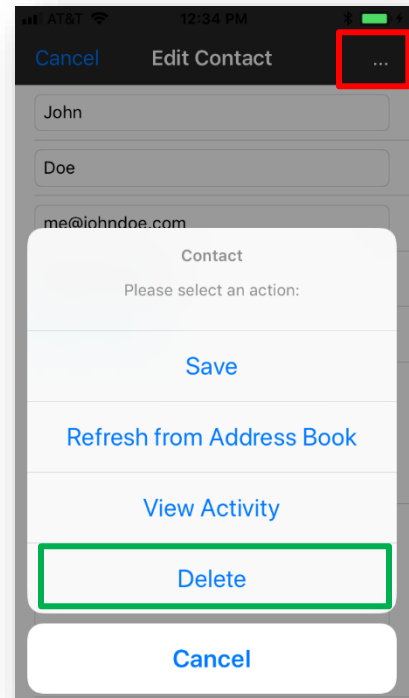 AT&T 12:34 PM
Cancel Edit Contact ...
John
Doe
me@johndoe.com
Contact
Please select an action:
Save
Refresh from Address Book
View Activity
Delete
Cancel